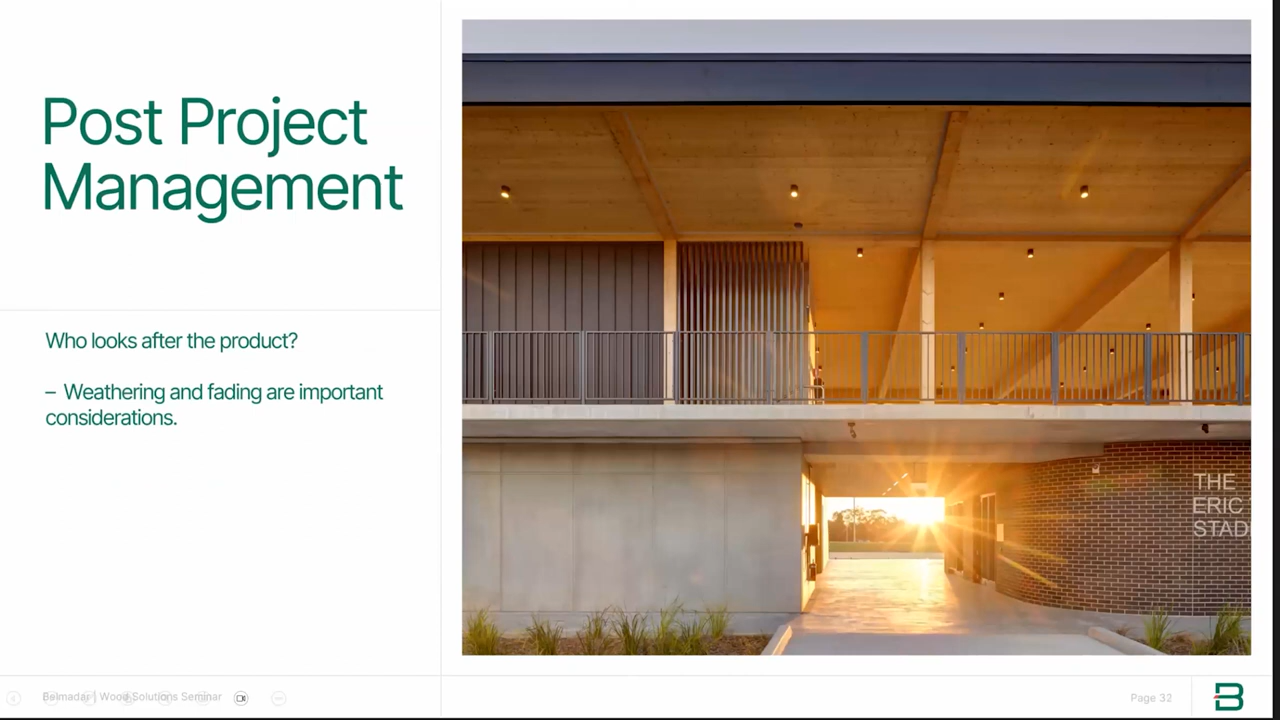 Post Project
Management
Who looks after the product?
– Weathering and fading are important
considerations.
THE
ERIC
STAD
Belmadar | Wood Solutions Seminar
Page 32